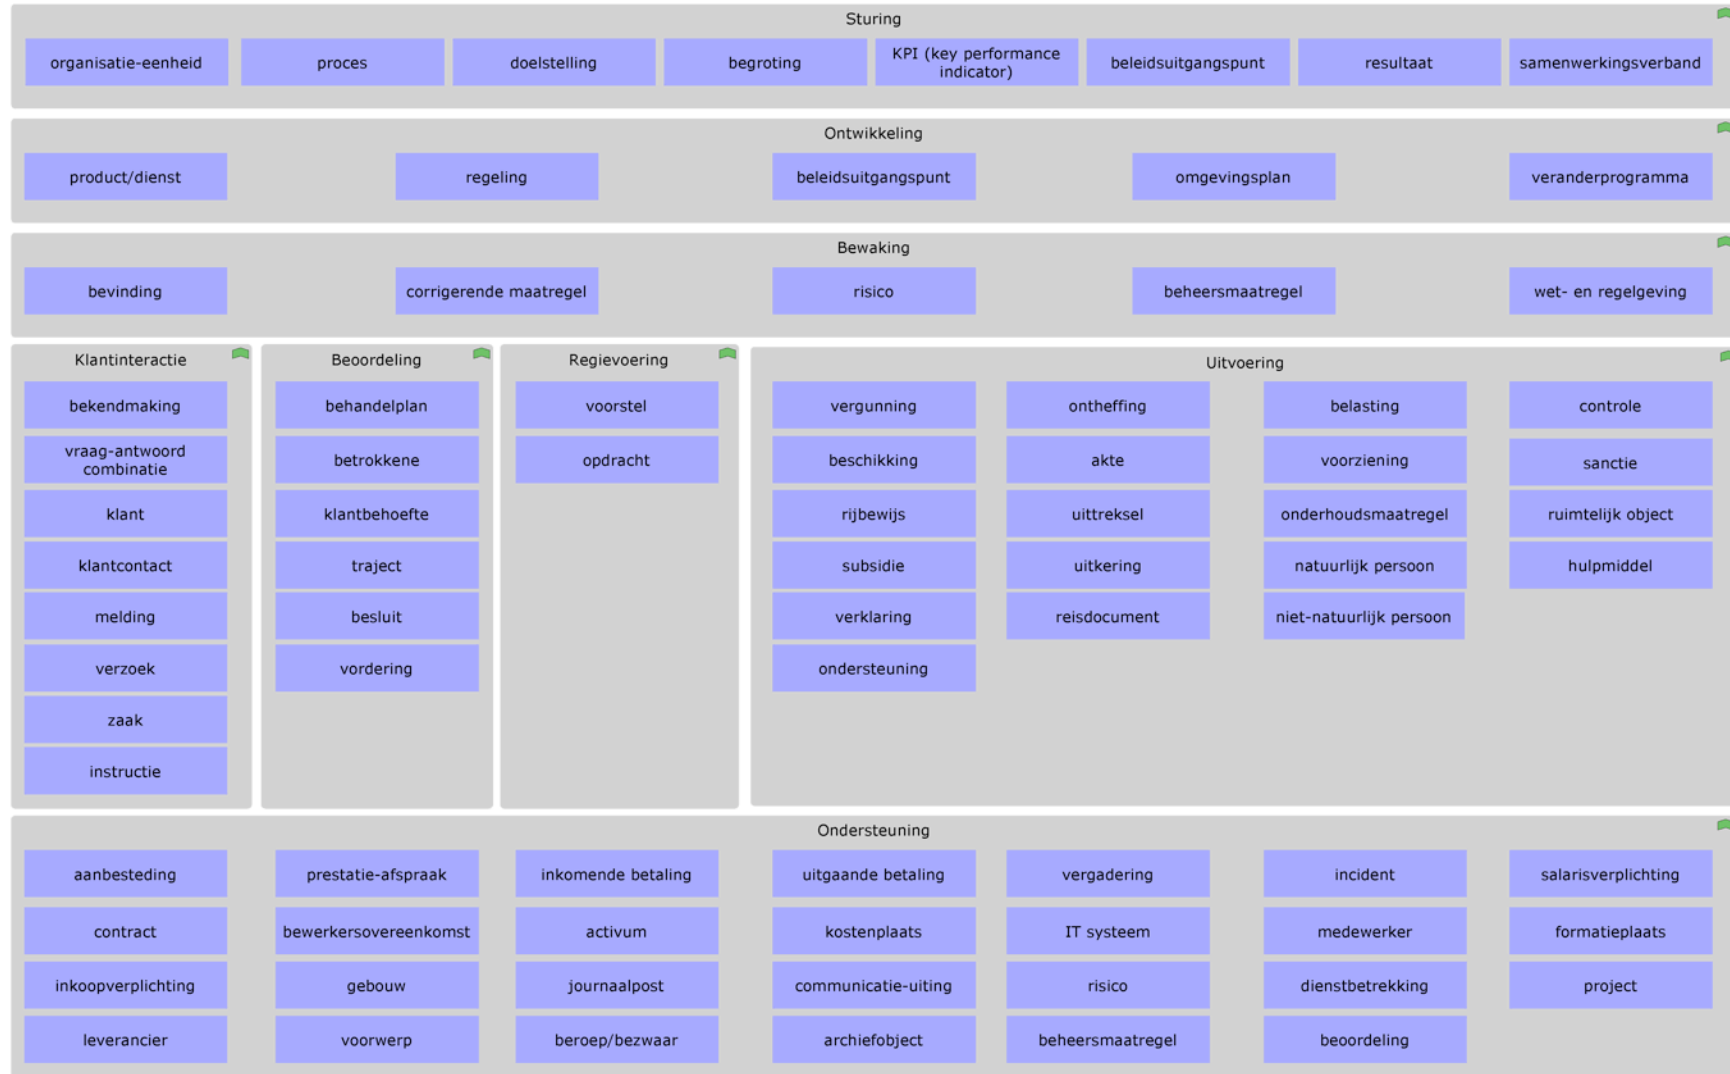 Sturing
organisatie-eenheid
proces
doelstelling
begroting
KPI (key performance
indicator)
beleidsuitgangspunt
resultaat
samenwerkingsverband
Ontwikkeling
product/dienst
regeling
beleidsuitgangspunt
omgevingsplan
veranderprogramma
Bewaking
bevinding
corrigerende maatregel
risico
beheersmaatregel
wet- en regelgeving
Klantinteractie
bekendmaking
vraag-antwoord
combinatie
klant
klantcontact
melding
verzoek
zaak
instructie
Beoordeling
behandelplan
betrokkene
klantbehoefte
traject
besluit
vordering
Regievoering
voorstel
opdracht
Uitvoering
vergunning
ontheffing
belasting
controle
beschikking
akte
voorziening
sanctie
rijbewijs
uittreksel
onderhoudsmaatregel
ruimtelijk object
subsidie
uitkering
natuurlijk persoon
hulpmiddel
verklaring
reisdocument
niet-natuurlijk persoon
ondersteuning
Ondersteuning
aanbesteding
prestatie-afspraak
inkomende betaling
uitgaande betaling
vergadering
incident
salarisverplichting
contract
bewerkersovereenkomst
activum
kostenplaats
IT systeem
medewerker
formatieplaats
inkoopverplichting
gebouw
journaalpost
communicatie-uiting
risico
dienstbetrekking
project
leverancier
voorwerp
beroep/bezwaar
archiefobject
beheersmaatregel
beoordeling